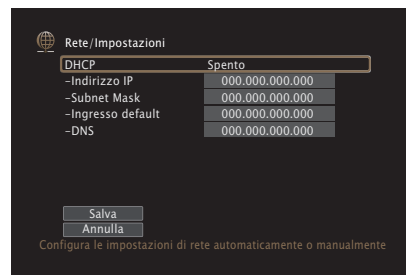 Rete/Impostazioni
DHCP Spento
-Indirizzo IP 000.000.000.000
-Subnet Mask 000.000.000.000
-Ingresso default 000.000.000.000
-DNS 000.000.000.000
Salva
Annulla
Configura le impostazioni di rete automaticamente o manualmente